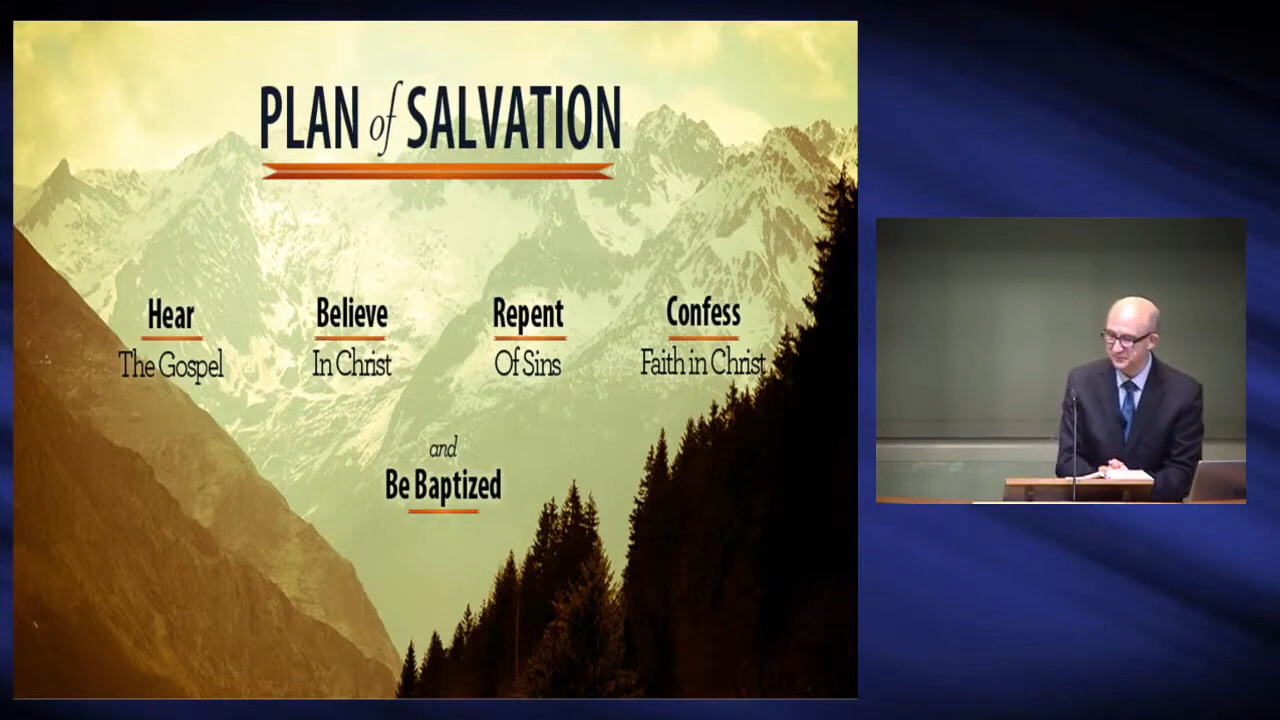 PLAN of SALVATION
Hear
The Gospel
Believe
In Christ
Repent
Of Sins
Confess
Faith in Christ
and
Be Baptized